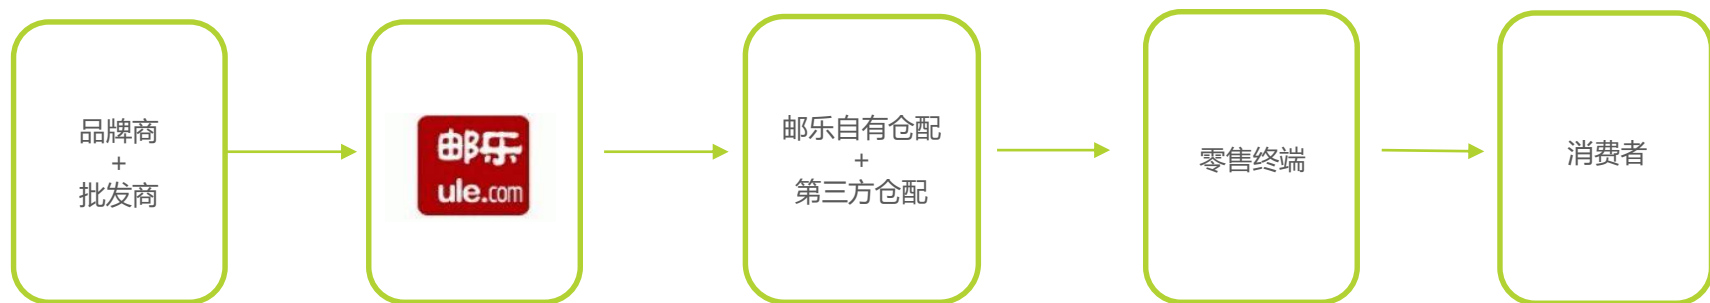 品牌商
+
批发商
邮乐
ule.com
邮乐自有仓配
+
第三方仓配
零售终端
消费者